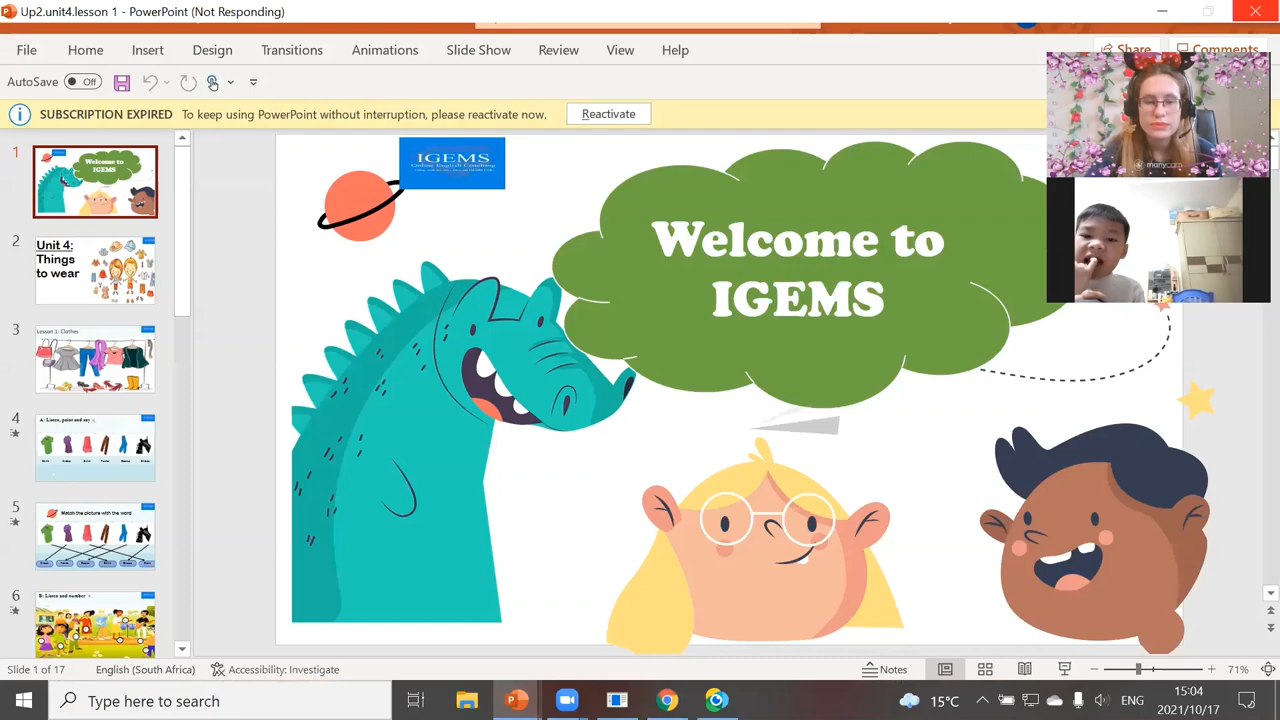 Up2.unit4.lesson 1 - PowerPoint (Not Responding)
File Home Insert Design Transitions Animations Slide Show Review View Help
Share Comments
AutoSave Off
SUBSCRIPTION EXPIRED To keep using PowerPoint without interruption, please reactivate now. Reactivate
manycam
1
Welcome to
IGEMS
2
Unit 4:
Things
to wear
3
Lesson 1: Clothes
4
A: Listen, point and say
5
Match the picture with the word
6
B: Listen and number
IGEMS
Online English Coaching
Welcome to
IGEMS
Slide 1 of 17 English (South Africa) Accessibility: Investigate Notes 71%
Type here to search
15°C ENG
15:04
2021/10/17